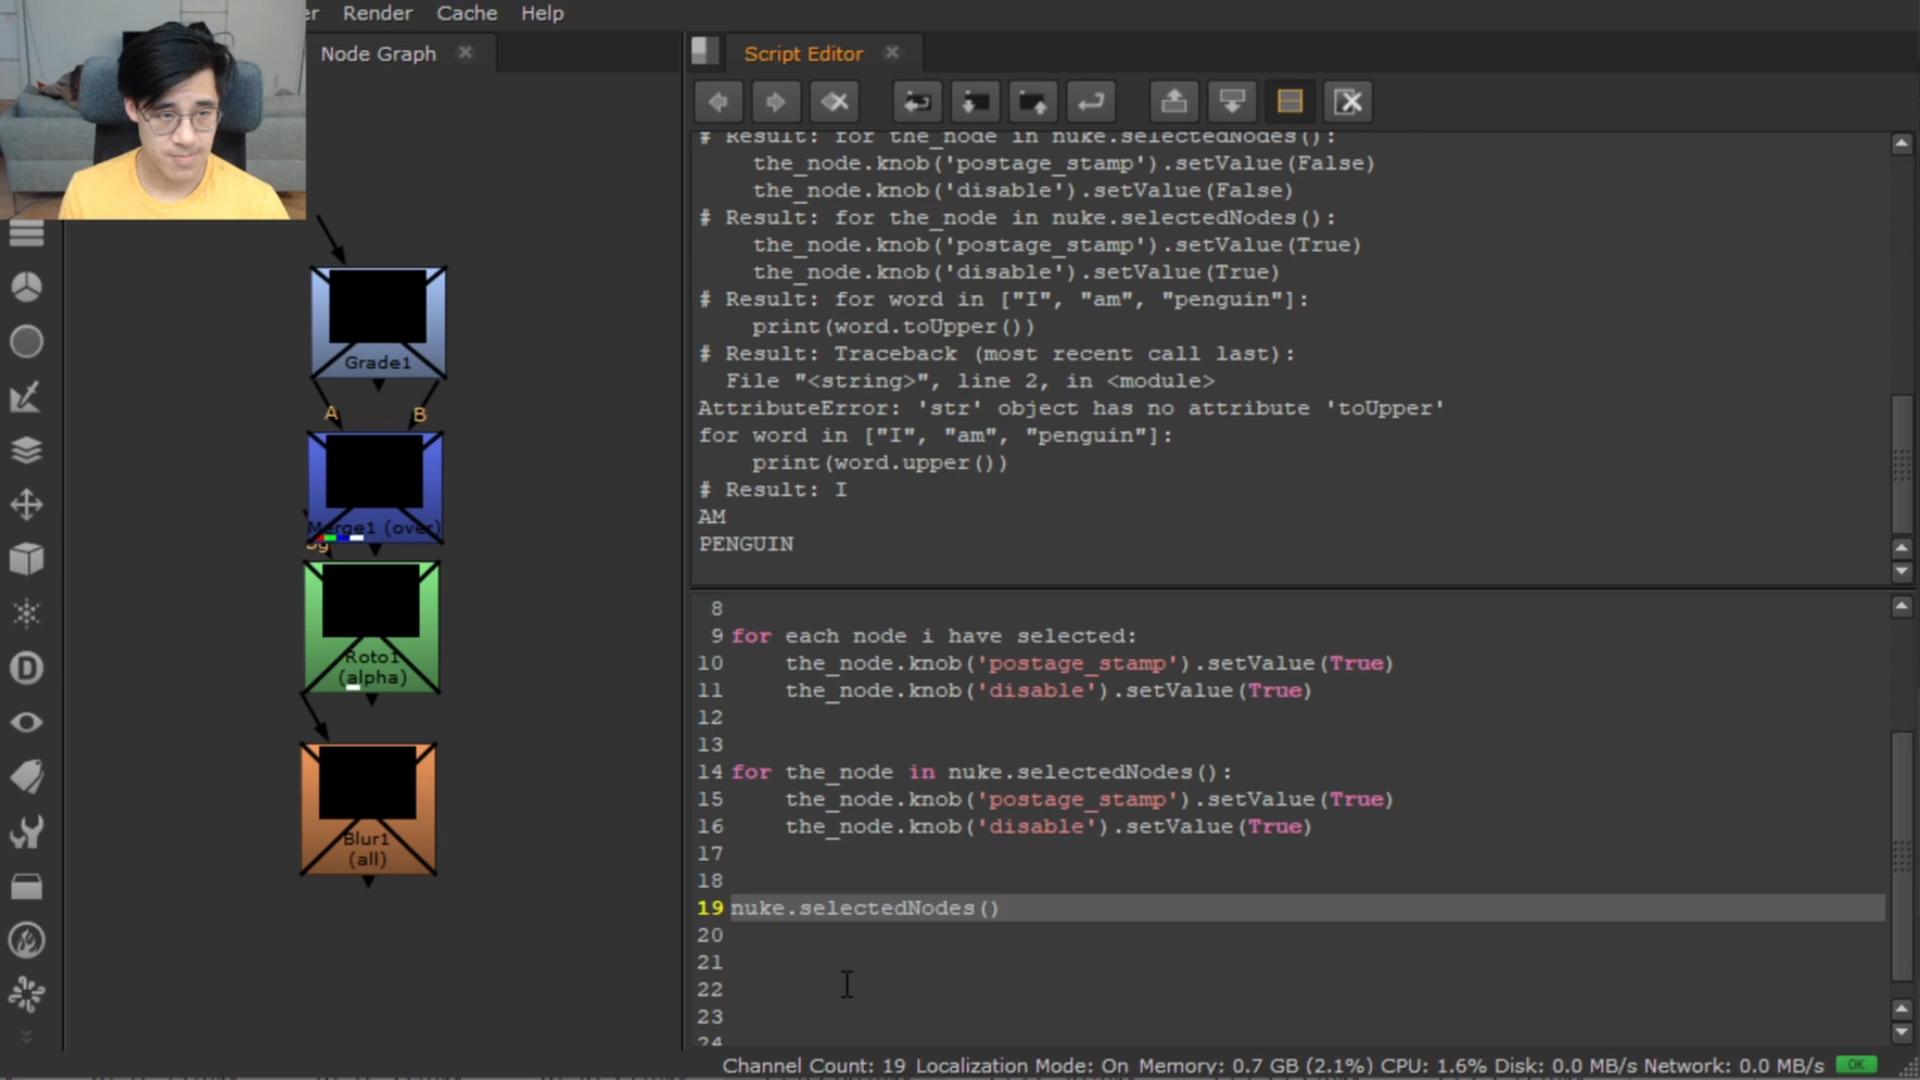 Render Cache Help
Node Graph
Script Editor
# Result: for the_node in nuke.selectedNodes():
the_node.knob('postage_stamp').setValue(False)
the_node.knob('disable').setValue(False)
# Result: for the_node in nuke.selectedNodes():
the_node.knob('postage_stamp').setValue(True)
the_node.knob('disable').setValue(True)
# Result: for word in ["I", "am", "penguin"]:
print(word.toUpper())
# Result: Traceback (most recent call last):
File "<string>", line 2, in <module>
AttributeError: 'str' object has no attribute 'toUpper'
for word in ["I", "am", "penguin"]:
print(word.upper())
# Result: I
AM
PENGUIN
Grade1
A B
Merge1 (over)
Roto1
(alpha)
Blur1
(all)
D
8
9 for each node i have selected:
10 the_node.knob('postage_stamp').setValue(True)
11 the_node.knob('disable').setValue(True)
12
13
14 for the_node in nuke.selectedNodes():
15 the_node.knob('postage_stamp').setValue(True)
16 the_node.knob('disable').setValue(True)
17
18
19 nuke.selectedNodes()
20
21
22
23
24
Channel Count: 19 Localization Mode: On Memory: 0.7 GB (2.1%) CPU: 1.6% Disk: 0.0 MB/s Network: 0.0 MB/s OK